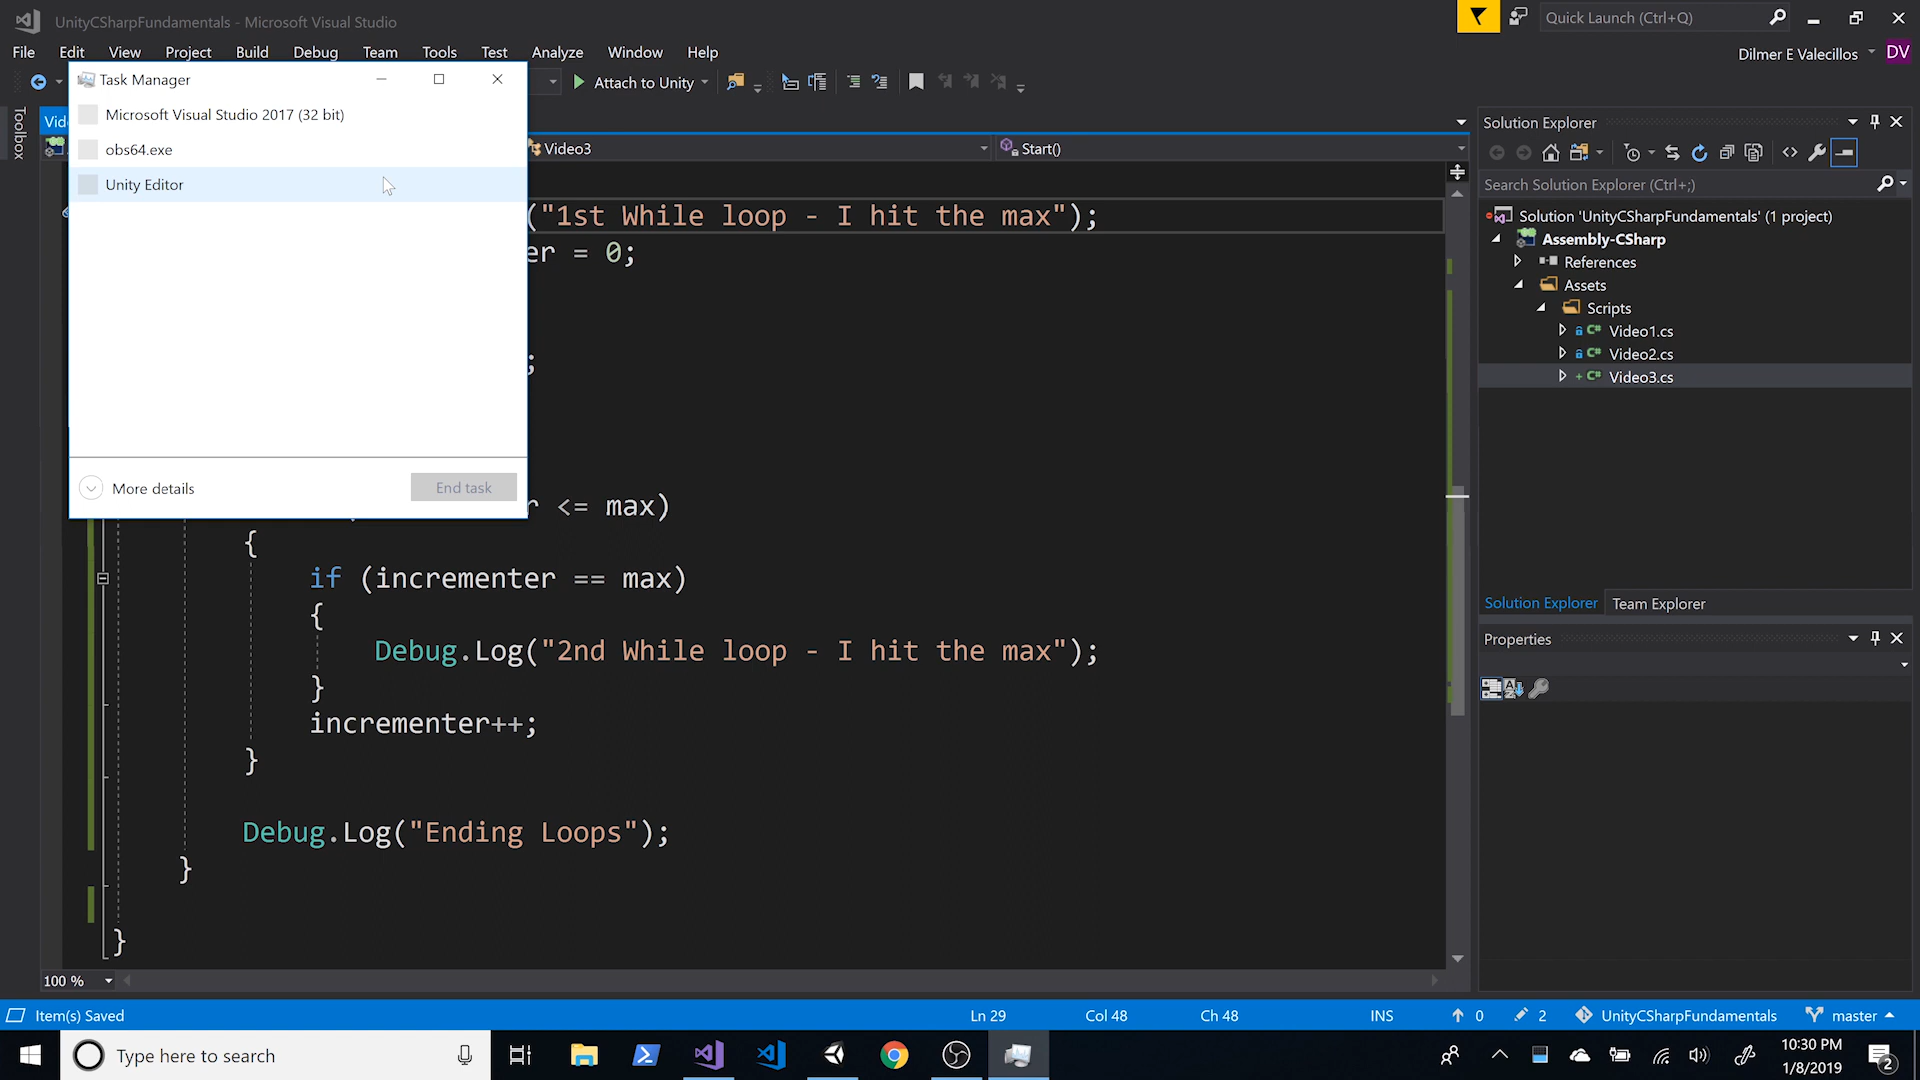 UnityCSharpFundamentals - Microsoft Visual Studio
Quick Launch (Ctrl+Q)
File Edit View Project Build Debug Team Tools Test Analyze Window Help
Dilmer E Valecillos
DV
Attach to Unity
Toolbox
Task Manager
Microsoft Visual Studio 2017 (32 bit)
obs64.exe
Unity Editor
More details
End task
Video3
Start()
("1st While loop - I hit the max");
er = 0;
;
<= max)
{
if (incrementer == max)
{
Debug.Log("2nd While loop - I hit the max");
}
incrementer++;
}
Debug.Log("Ending Loops");
}
}
100 %
Solution Explorer
Search Solution Explorer (Ctrl+;)
Solution 'UnityCSharpFundamentals' (1 project)
Assembly-CSharp
References
Assets
Scripts
C# Video1.cs
C# Video2.cs
+ C# Video3.cs
Solution Explorer Team Explorer
Properties
Item(s) Saved
Ln 29
Col 48
Ch 48
INS
0
2
UnityCSharpFundamentals
master
Type here to search
10:30 PM
1/8/2019
2